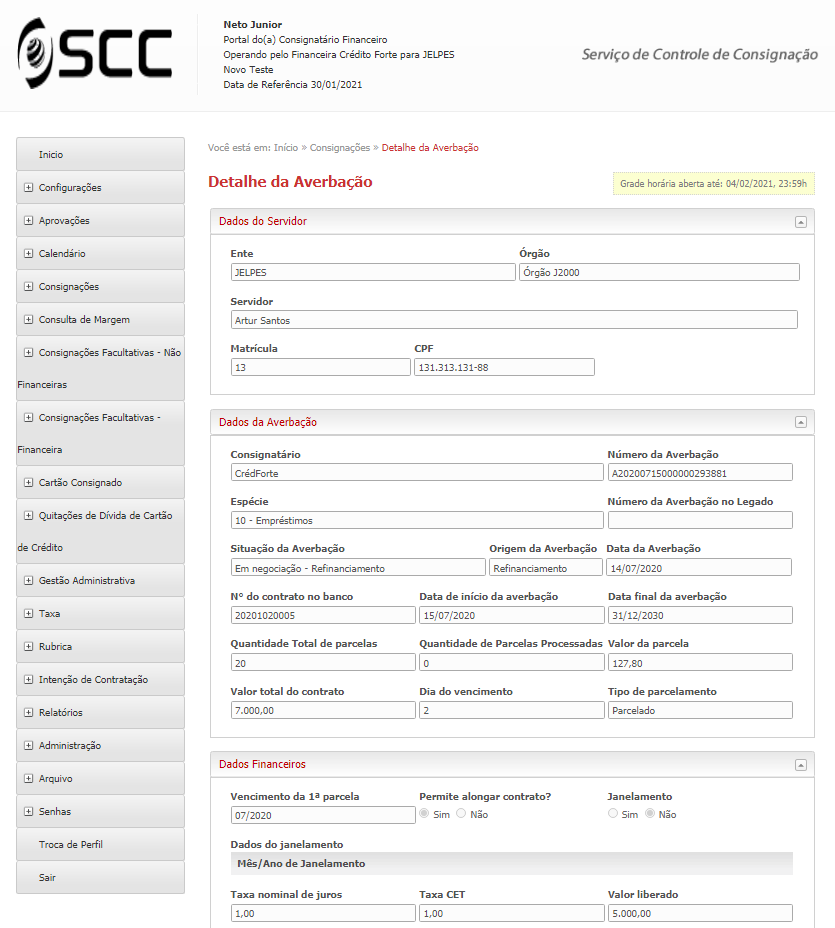 SCC
Neto Junior
Portal do(a) Consignatário Financeiro
Operando pelo Financeira Crédito Forte para JELPES
Novo Teste
Data de Referência 30/01/2021
Serviço de Controle de Consignação
Inicio
Configurações
Aprovações
Calendário
Consignações
Consulta de Margem
Consignações Facultativas - Não
Financeiras
Consignações Facultativas -
Financeira
Cartão Consignado
Quitações de Dívida de Cartão
de Crédito
Gestão Administrativa
Taxa
Rubrica
Intenção de Contratação
Relatórios
Administração
Arquivo
Senhas
Troca de Perfil
Sair
Você está em: Início » Consignações » Detalhe da Averbação
Detalhe da Averbação
Grade horária aberta até: 04/02/2021, 23:59h
Dados do Servidor
Ente Órgão
JELPES Órgão J2000
Servidor
Artur Santos
Matrícula CPF
13 131.313.131-88
Dados da Averbação
Consignatário Número da Averbação
CrédForte A20200715000000293881
Espécie Número da Averbação no Legado
10 - Empréstimos
Situação da Averbação Origem da Averbação Data da Averbação
Em negociação - Refinanciamento Refinanciamento 14/07/2020
N° do contrato no banco Data de início da averbação Data final da averbação
20201020005 15/07/2020 31/12/2030
Quantidade Total de parcelas Quantidade de Parcelas Processadas Valor da parcela
20 0 127,80
Valor total do contrato Dia do vencimento Tipo de parcelamento
7.000,00 2 Parcelado
Dados Financeiros
Vencimento da 1ª parcela Permite alongar contrato? Janelamento
07/2020 Sim Não Sim Não
Dados do janelamento
Mês/Ano de Janelamento
Taxa nominal de juros Taxa CET Valor liberado
1,00 1,00 5.000,00